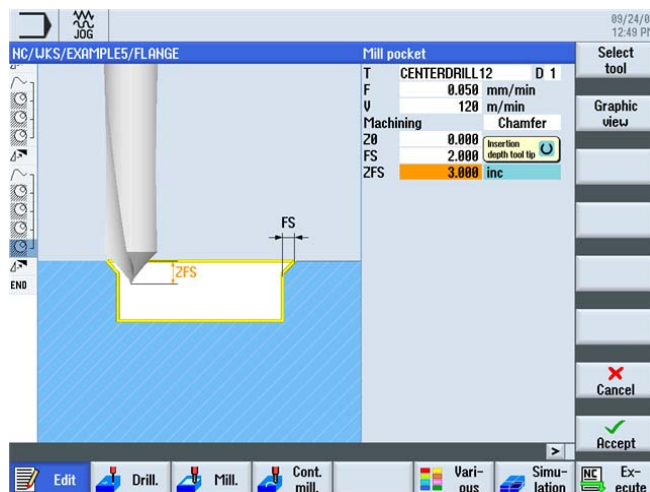 JOG
09/24/0
12:49 PM
NC/WKS/EXAMPLE5/FLANGE
Mill pocket
Select tool
T CENTERDRILL12 D 1
F 0.050 mm/min
V 120 m/min
Machining Chamfer
Z0 0.000
FS 2.000
Insertion
depth tool tip
ZFS 3.000 inc
Graphic view
END
FS
ZFS
Cancel
Accept
>
Edit
Drill.
Mill.
Cont.
mill.
Vari-
ous
Simu-
lation
NC
Ex-
ecute